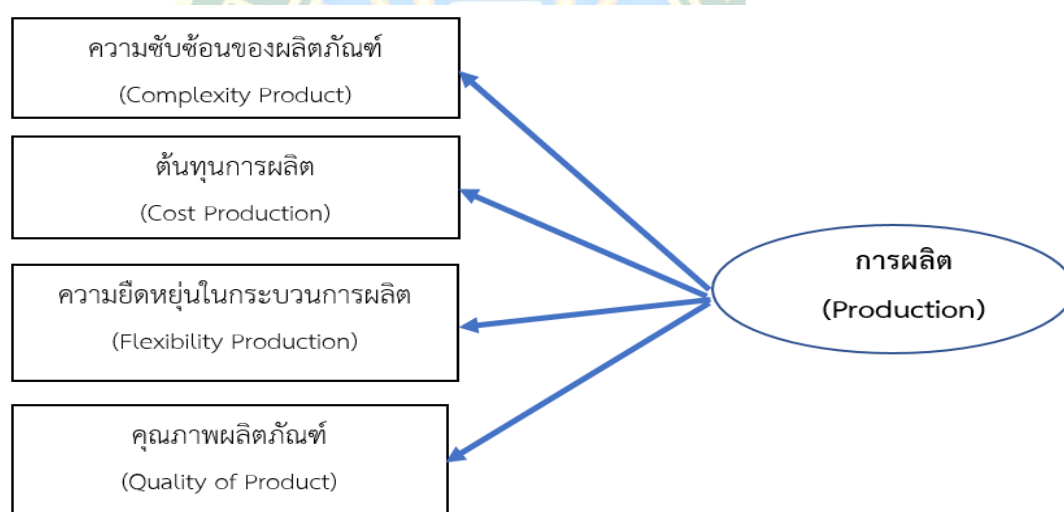 ความซับซ้อนของผลิตภัณฑ์
(Complexity Product)
ต้นทุนการผลิต
(Cost Production)
ความยืดหยุ่นในกระบวนการผลิต
(Flexibility Production)
คุณภาพผลิตภัณฑ์
(Quality of Product)
การผลิต
(Production)